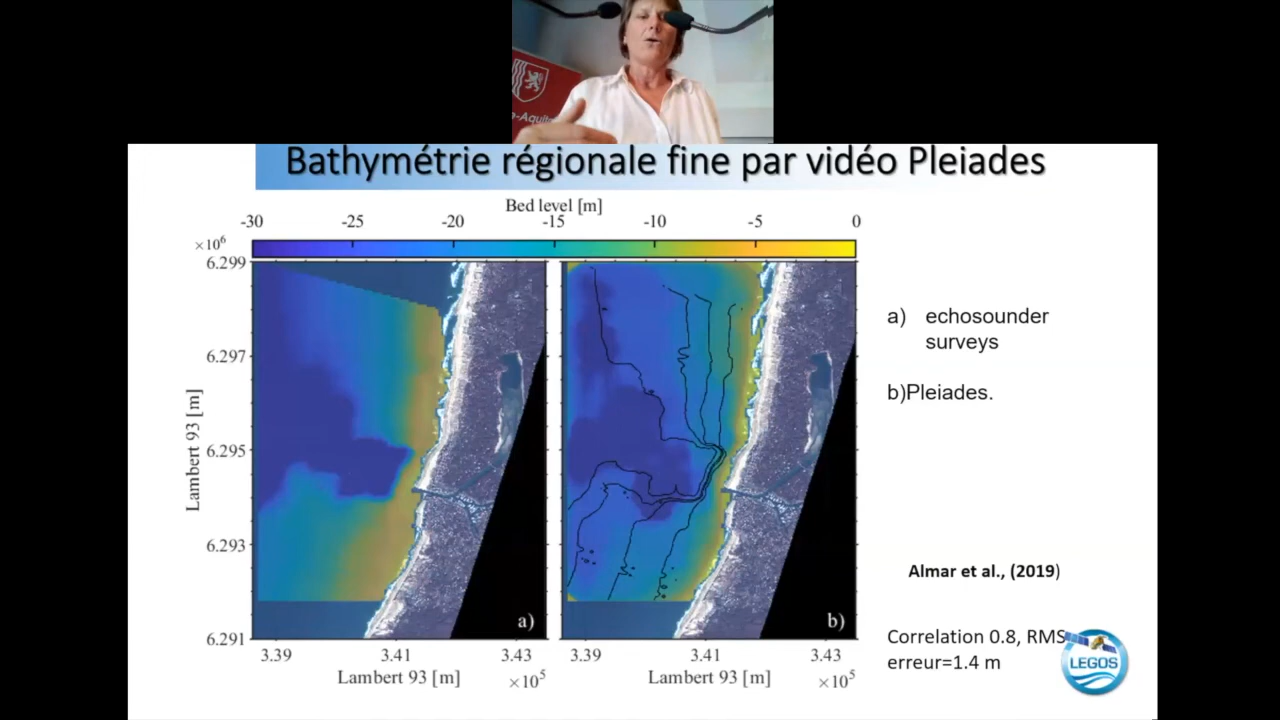 e-Aquita
Bathymétrie régionale fine par vidéo Pleiades
Bed level [m]
-30 -25 -20 -15 -10 -5 0
×10⁶
6.299
6.297
6.295
6.293
6.291
Lambert 93 [m]
a)
b)
3.39 3.41 3.43
3.39 3.41 3.43
Lambert 93 [m] ×10⁵
Lambert 93 [m] ×10⁵
a) echosounder
surveys
b)Pleiades.
Almar et al., (2019)
Correlation 0.8, RMS
erreur=1.4 m
LEGOS